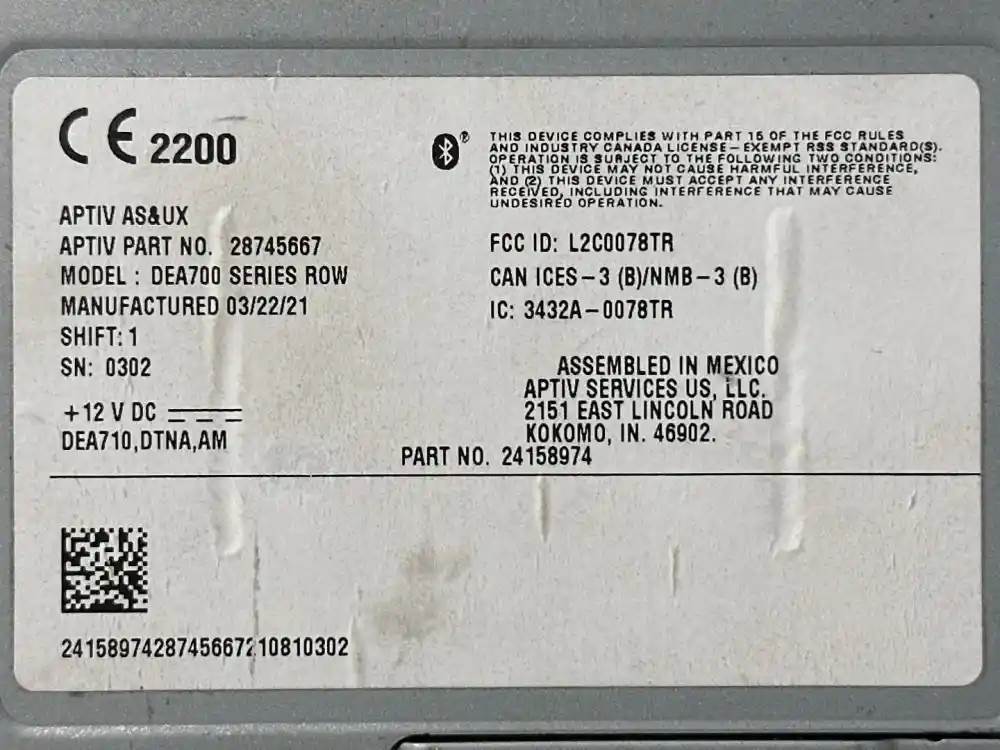 CE 2200
APTIV AS&UX
APTIV PART NO. 28745667
MODEL : DEA700 SERIES ROW
MANUFACTURED 03/22/21
SHIFT: 1
SN: 0302
+12 V DC
DEA710,DTNA,AM
®
THIS DEVICE COMPLIES WITH PART 15 OF THE FCC RULES
AND INDUSTRY CANADA LICENSE-EXEMPT RSS STANDARD(S).
OPERATION IS SURJECT TO THE FOLLOWING TWO CONDITIONS:
(1) THIS DEVICE MAY NOT CAUSE HARMFUL INTERFERENCE,
AND (2) THIS DEVICE MUST ACCEPT ANY INTERFERENCE
RECEIVED, INCLUDING INTERFERENCE THAT MAY CAUSE
UNDESIRED OPERATION.
FCC ID: L2C0078TR
CAN ICES-3 (B)/NMB-3 (B)
IC: 3432A-0078TR
ASSEMBLED IN MEXICO
APTIV SERVICES US, LLC.
2151 EAST LINCOLN ROAD
KOKOMO, IN. 46902.
PART NO. 24158974
241589742874566721 0810302